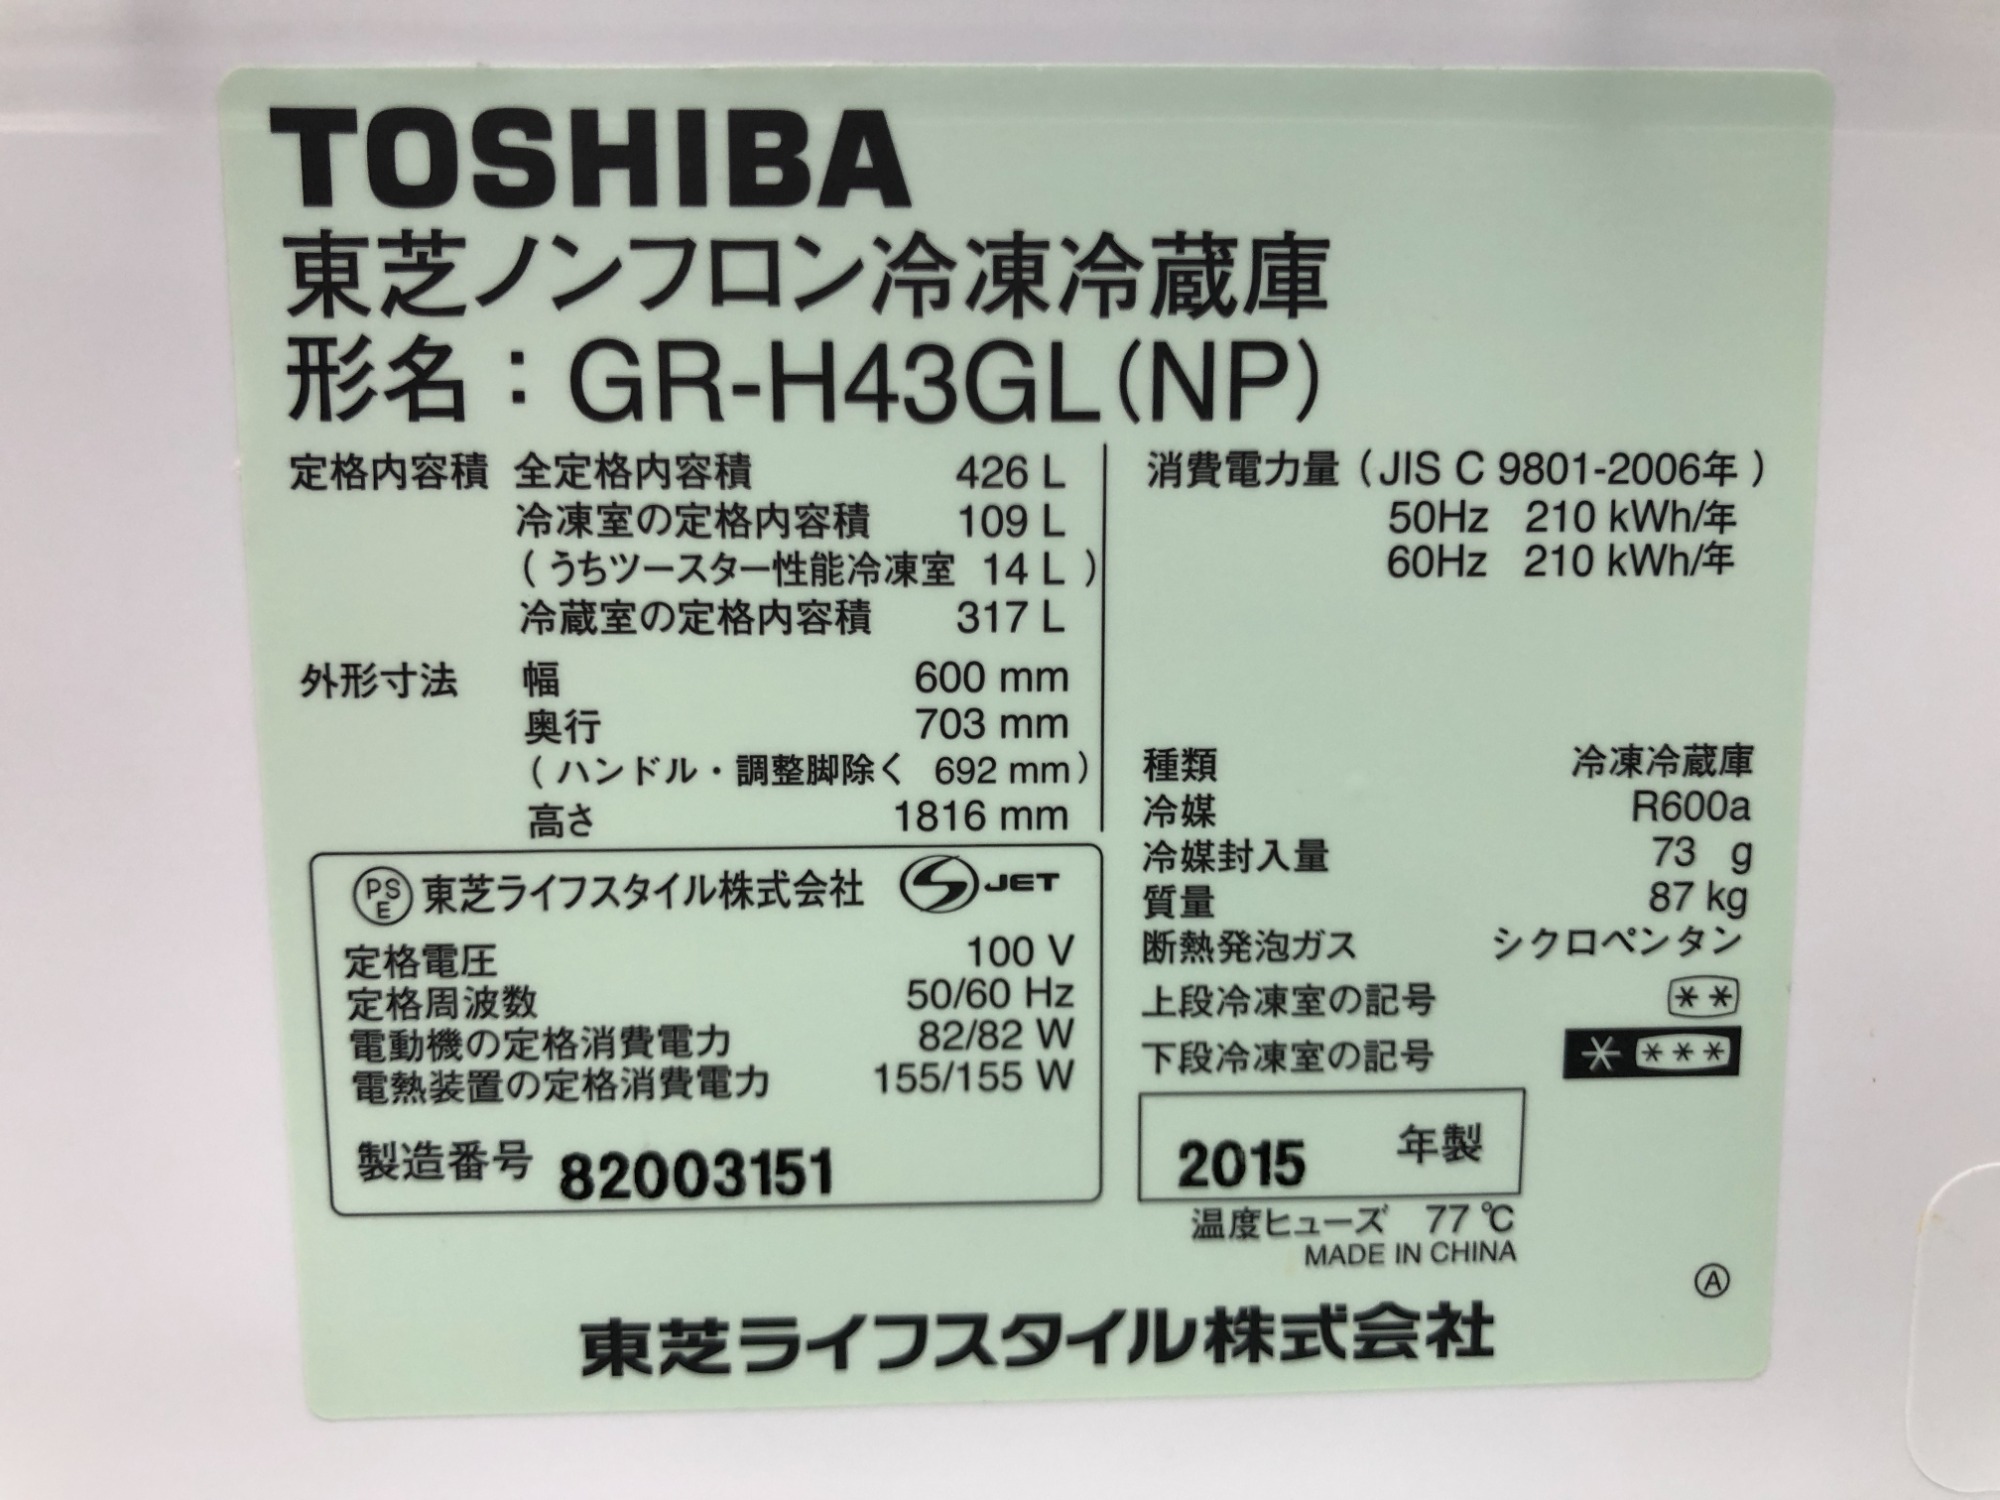 TOSHIBA
東芝ノンフロン冷凍冷蔵庫
形名：GR-H43GL(NP)
定格内容積 全定格内容積 426 L
冷凍室の定格内容積 109 L
(うちツースター性能冷凍室 14 L )
冷蔵室の定格内容積 317 L
外形寸法 幅 600 mm
奥行 703 mm
(ハンドル・調整脚除く 692 mm)
高さ 1816 mm
消費電力量 (JIS C 9801-2006年)
50Hz 210 kWh/年
60Hz 210 kWh/年
種類 冷凍冷蔵庫
冷媒 R600a
冷媒封入量 73 g
質量 87 kg
断熱発泡ガス シクロペンタン
上段冷凍室の記号 **
下段冷凍室の記号 * ***
PS
E 東芝ライフスタイル株式会社 JET
定格電圧 100 V
定格周波数 50/60 Hz
電動機の定格消費電力 82/82 W
電熱装置の定格消費電力 155/155 W
製造番号 82003151
2015 年製
温度ヒューズ 77 ℃
MADE IN CHINA
Ⓐ
東芝ライフスタイル株式会社